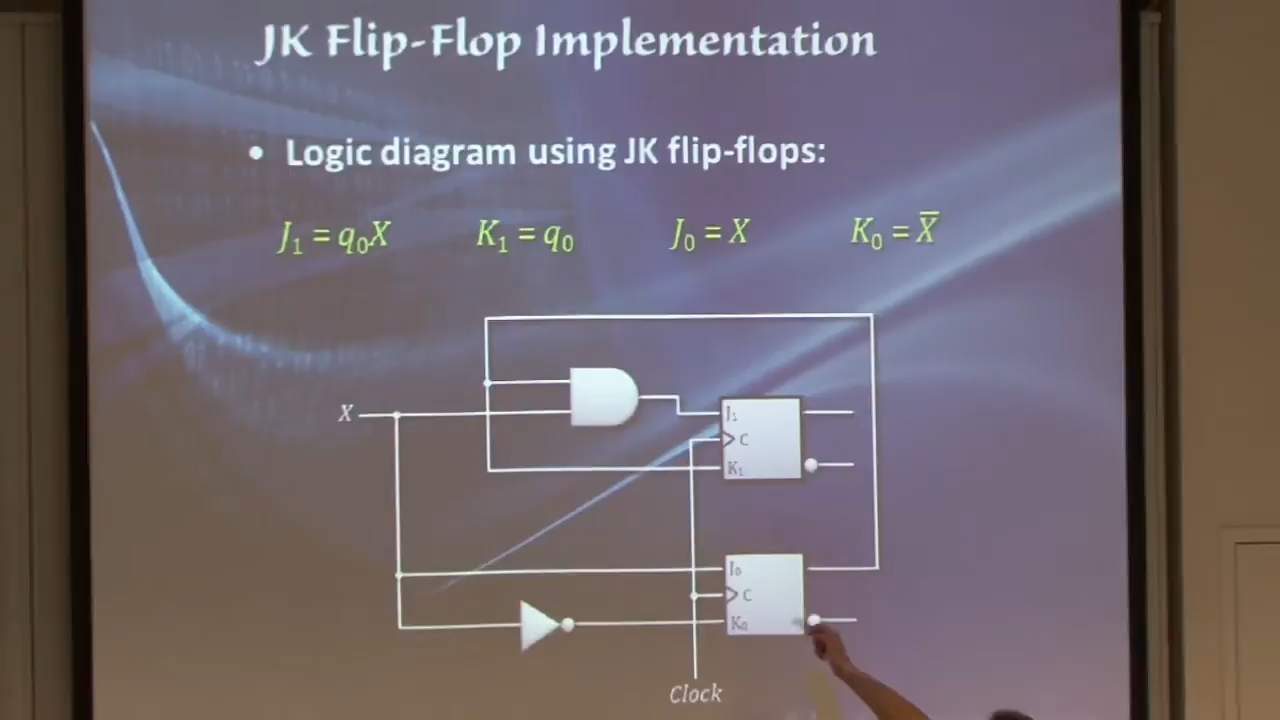 JK Flip-Flop Implementation
• Logic diagram using JK flip-flops:
J₁ = q₀X K₁ = q₀ J₀ = X K₀ = X̅
X
J₁
C
K₁
J₀
C
K₀
Clock